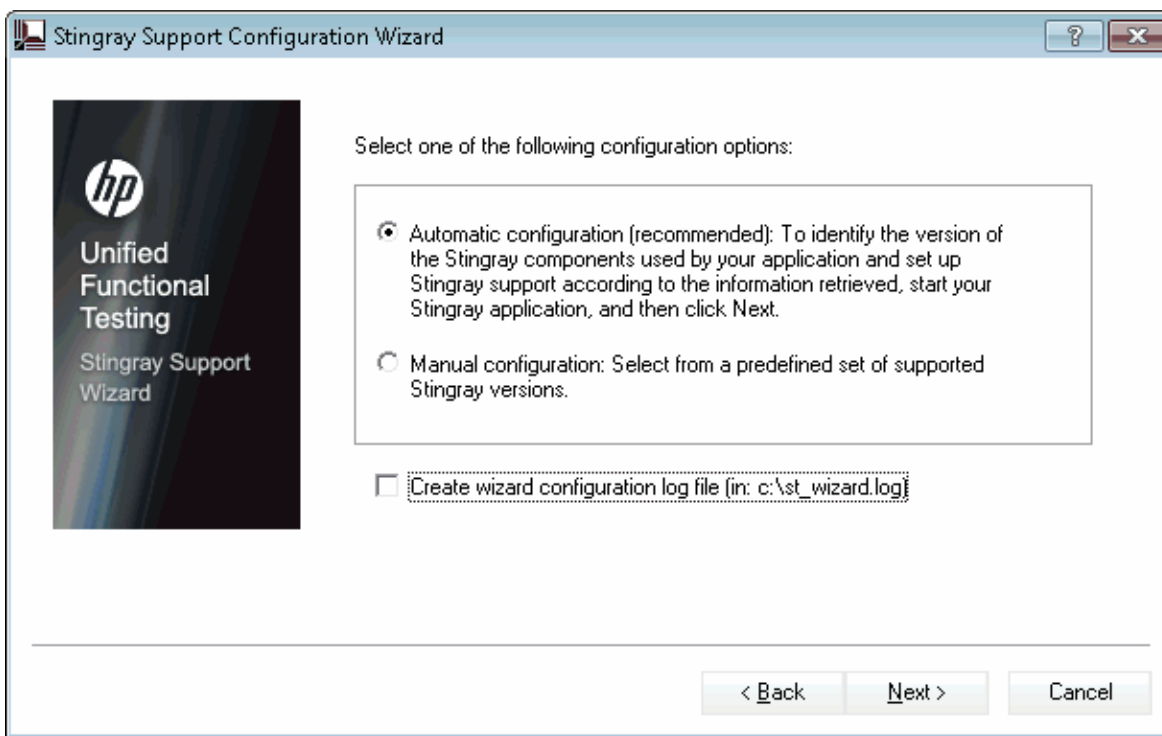 Stingray Support Configuration Wizard
?
hp
Unified
Functional
Testing
Stingray Support
Wizard
Select one of the following configuration options:
Automatic configuration (recommended): To identify the version of
the Stingray components used by your application and set up
Stingray support according to the information retrieved, start your
Stingray application, and then click Next.
Manual configuration: Select from a predefined set of supported
Stingray versions.
Create wizard configuration log file (in: c:\st_wizard.log)
< Back
Next >
Cancel